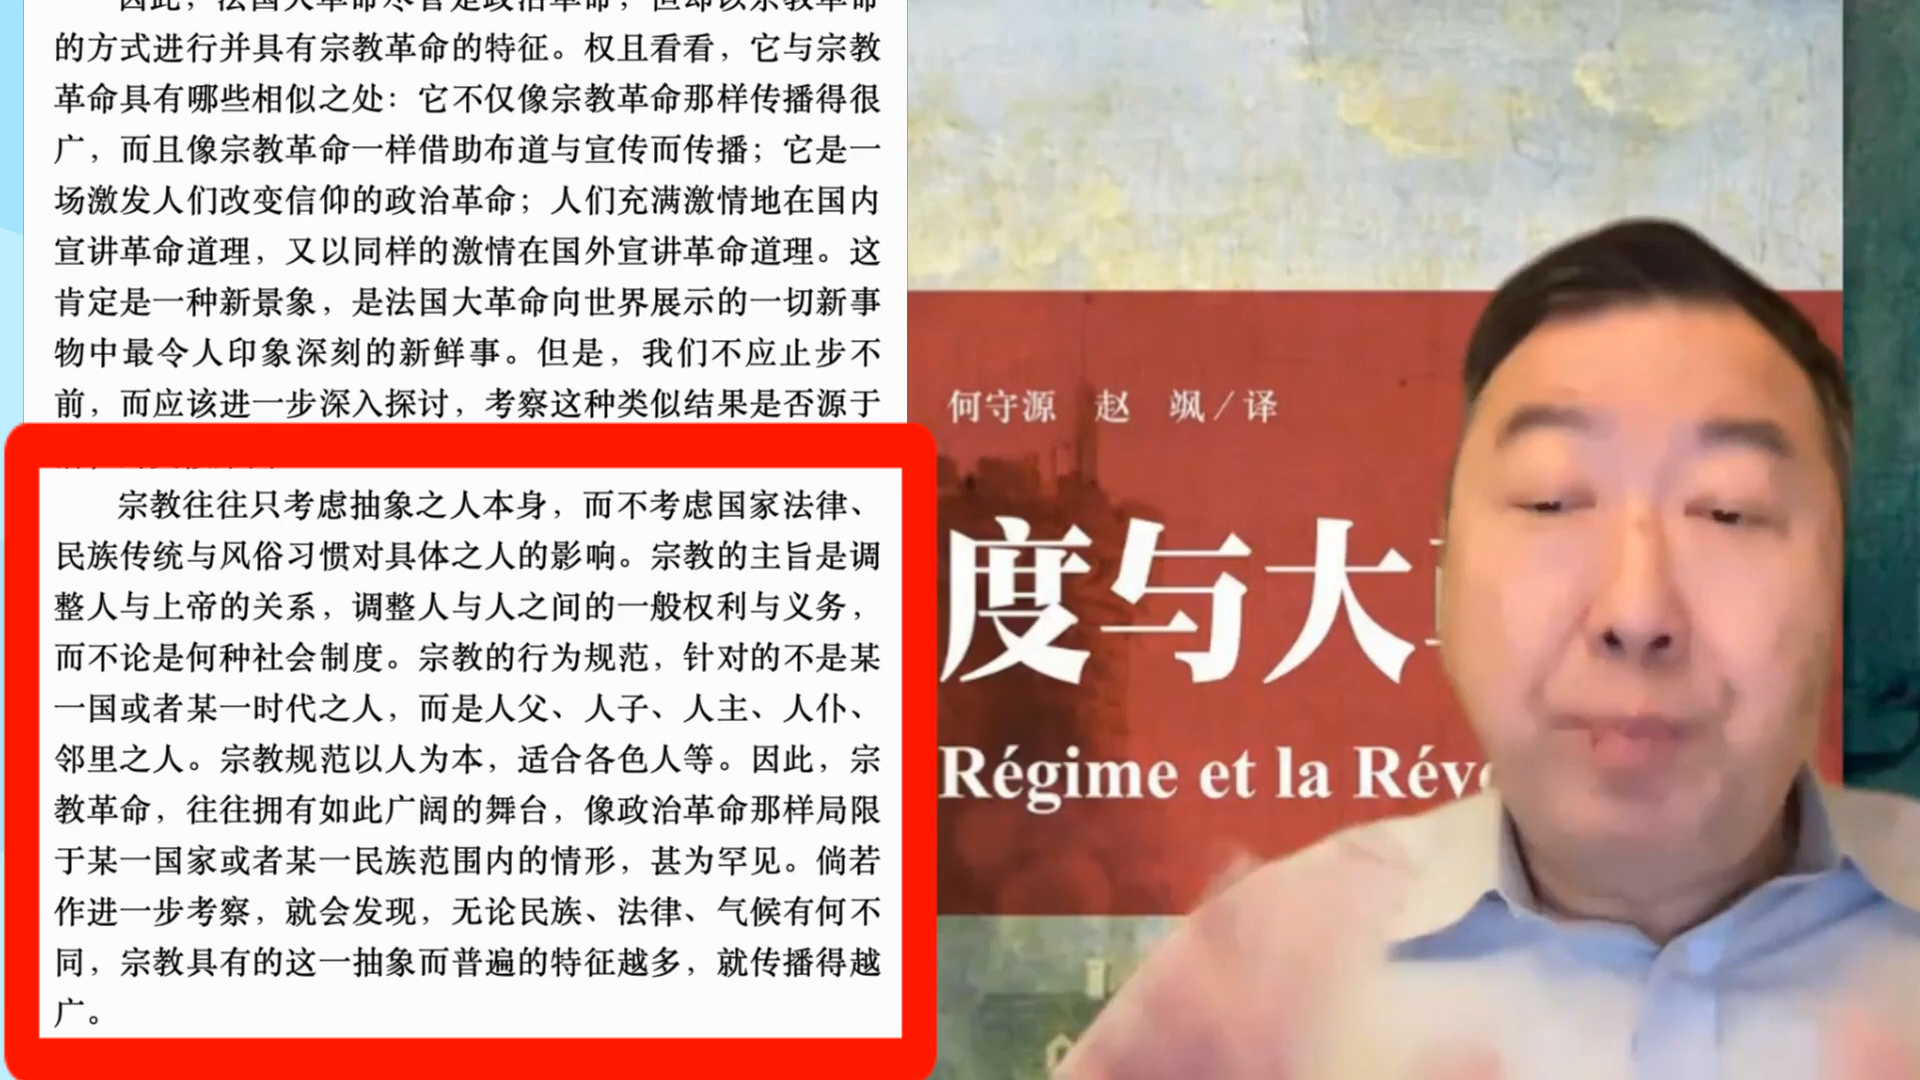 因此，法国大革命尽管是政治革命，但却以宗教革命
的方式进行并具有宗教革命的特征。权且看看，它与宗教
革命具有哪些相似之处：它不仅像宗教革命那样传播得很
广，而且像宗教革命一样借助布道与宣传而传播；它是一
场激发人们改变信仰的政治革命；人们充满激情地在国内
宣讲革命道理，又以同样的激情在国外宣讲革命道理。这
肯定是一种新景象，是法国大革命向世界展示的一切新事
物中最令人印象深刻的新鲜事。但是，我们不应止步不
前，而应该进一步深入探讨，考察这种类似结果是否源于
宗教往往只考虑抽象之人本身，而不考虑国家法律、
民族传统与风俗习惯对具体之人的影响。宗教的主旨是调
整人与上帝的关系，调整人与人之间的一般权利与义务，
而不论是何种社会制度。宗教的行为规范，针对的不是某
一国或者某一时代之人，而是人父、人子、人主、人仆、
邻里之人。宗教规范以人为本，适合各色人等。因此，宗
教革命，往往拥有如此广阔的舞台，像政治革命那样局限
于某一国家或者某一民族范围内的情形，甚为罕见。倘若
作进一步考察，就会发现，无论民族、法律、气候有何不
同，宗教具有的这一抽象而普遍的特征越多，就传播得越
广。
何守源 赵 飒／译
度与大
Régime et la Rév